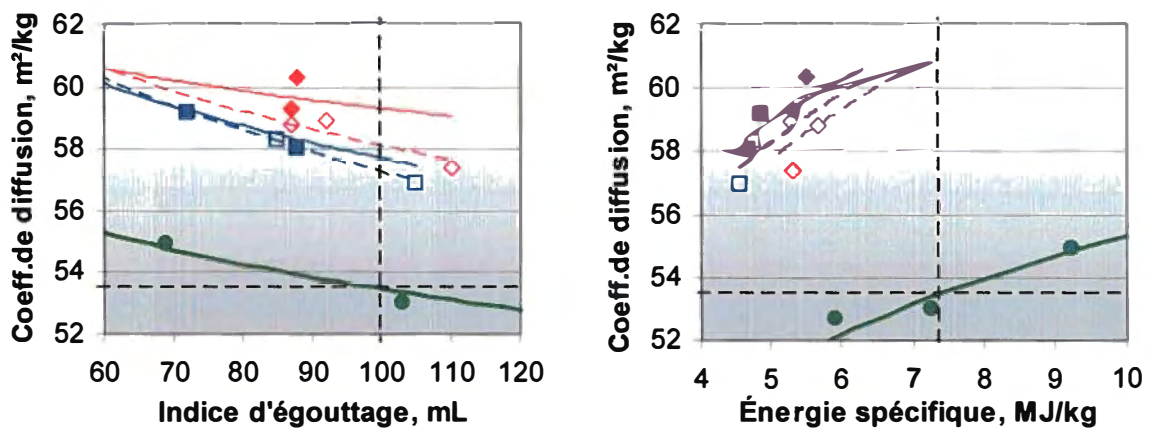 Coeff.de diffusion, m²/kg
62
60
58
56
54
52
60 70 80 90 100 110 120
Indice d'égouttage, mL
Coeff.de diffusion, m²/kg
62
60
58
56
54
52
4 5 6 7 8 9 10
Énergie spécifique, MJ/kg